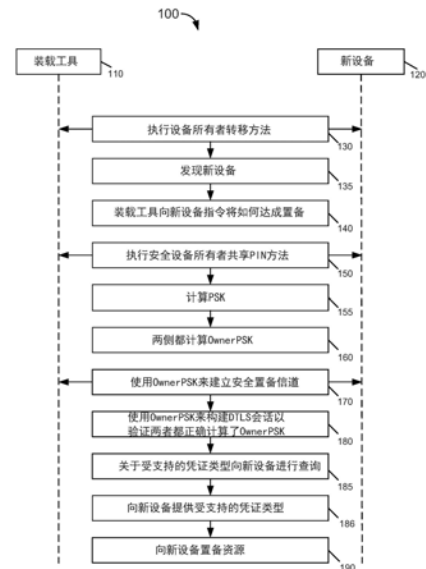 100
装载工具
110
新设备
120
执行设备所有者转移方法
130
发现新设备
135
装载工具向新设备指令将如何达成置备
140
执行安全设备所有者共享PIN方法
150
计算PSK
155
两侧都计算OwnerPSK
160
使用OwnerPSK来建立安全置备信道
170
使用OwnerPSK来构建DTLS会话以
验证两者都正确计算了OwnerPSK
180
关于受支持的凭证类型向新设备进行查询
185
向新设备提供受支持的凭证类型
186
向新设备置备资源
190